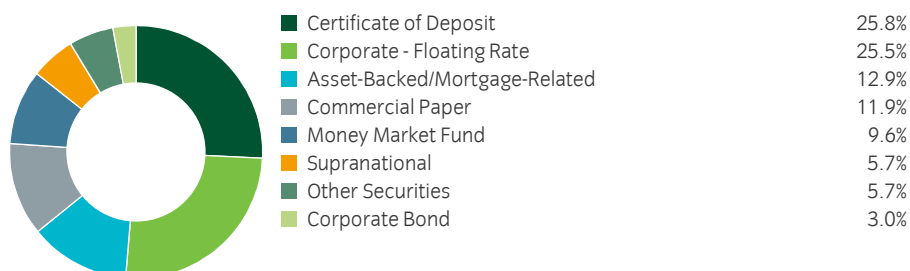 Certificate of Deposit 25.8%
Corporate - Floating Rate 25.5%
Asset-Backed/Mortgage-Related 12.9%
Commercial Paper 11.9%
Money Market Fund 9.6%
Supranational 5.7%
Other Securities 5.7%
Corporate Bond 3.0%